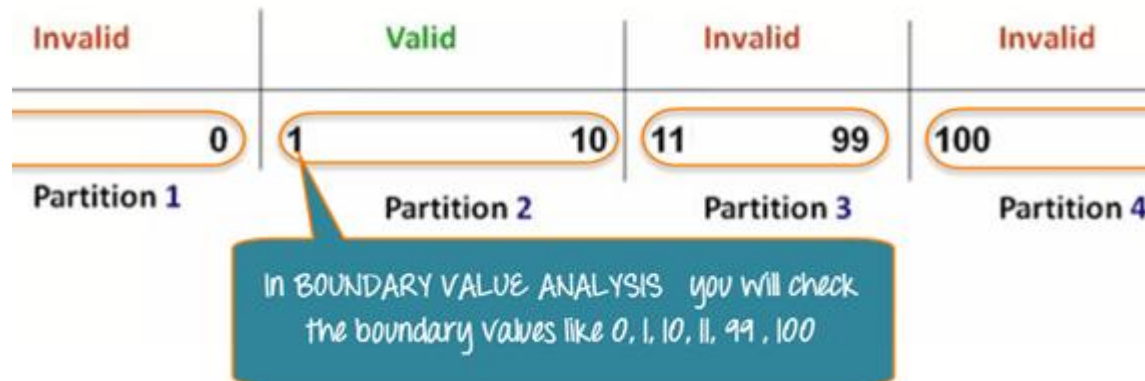 Invalid Valid Invalid Invalid
0 1 10 11 99 100
Partition 1 Partition 2 Partition 3 Partition 4
In BOUNDARY VALUE ANALYSIS you will check
the boundary values like 0, 1, 10, 11, 99 , 100